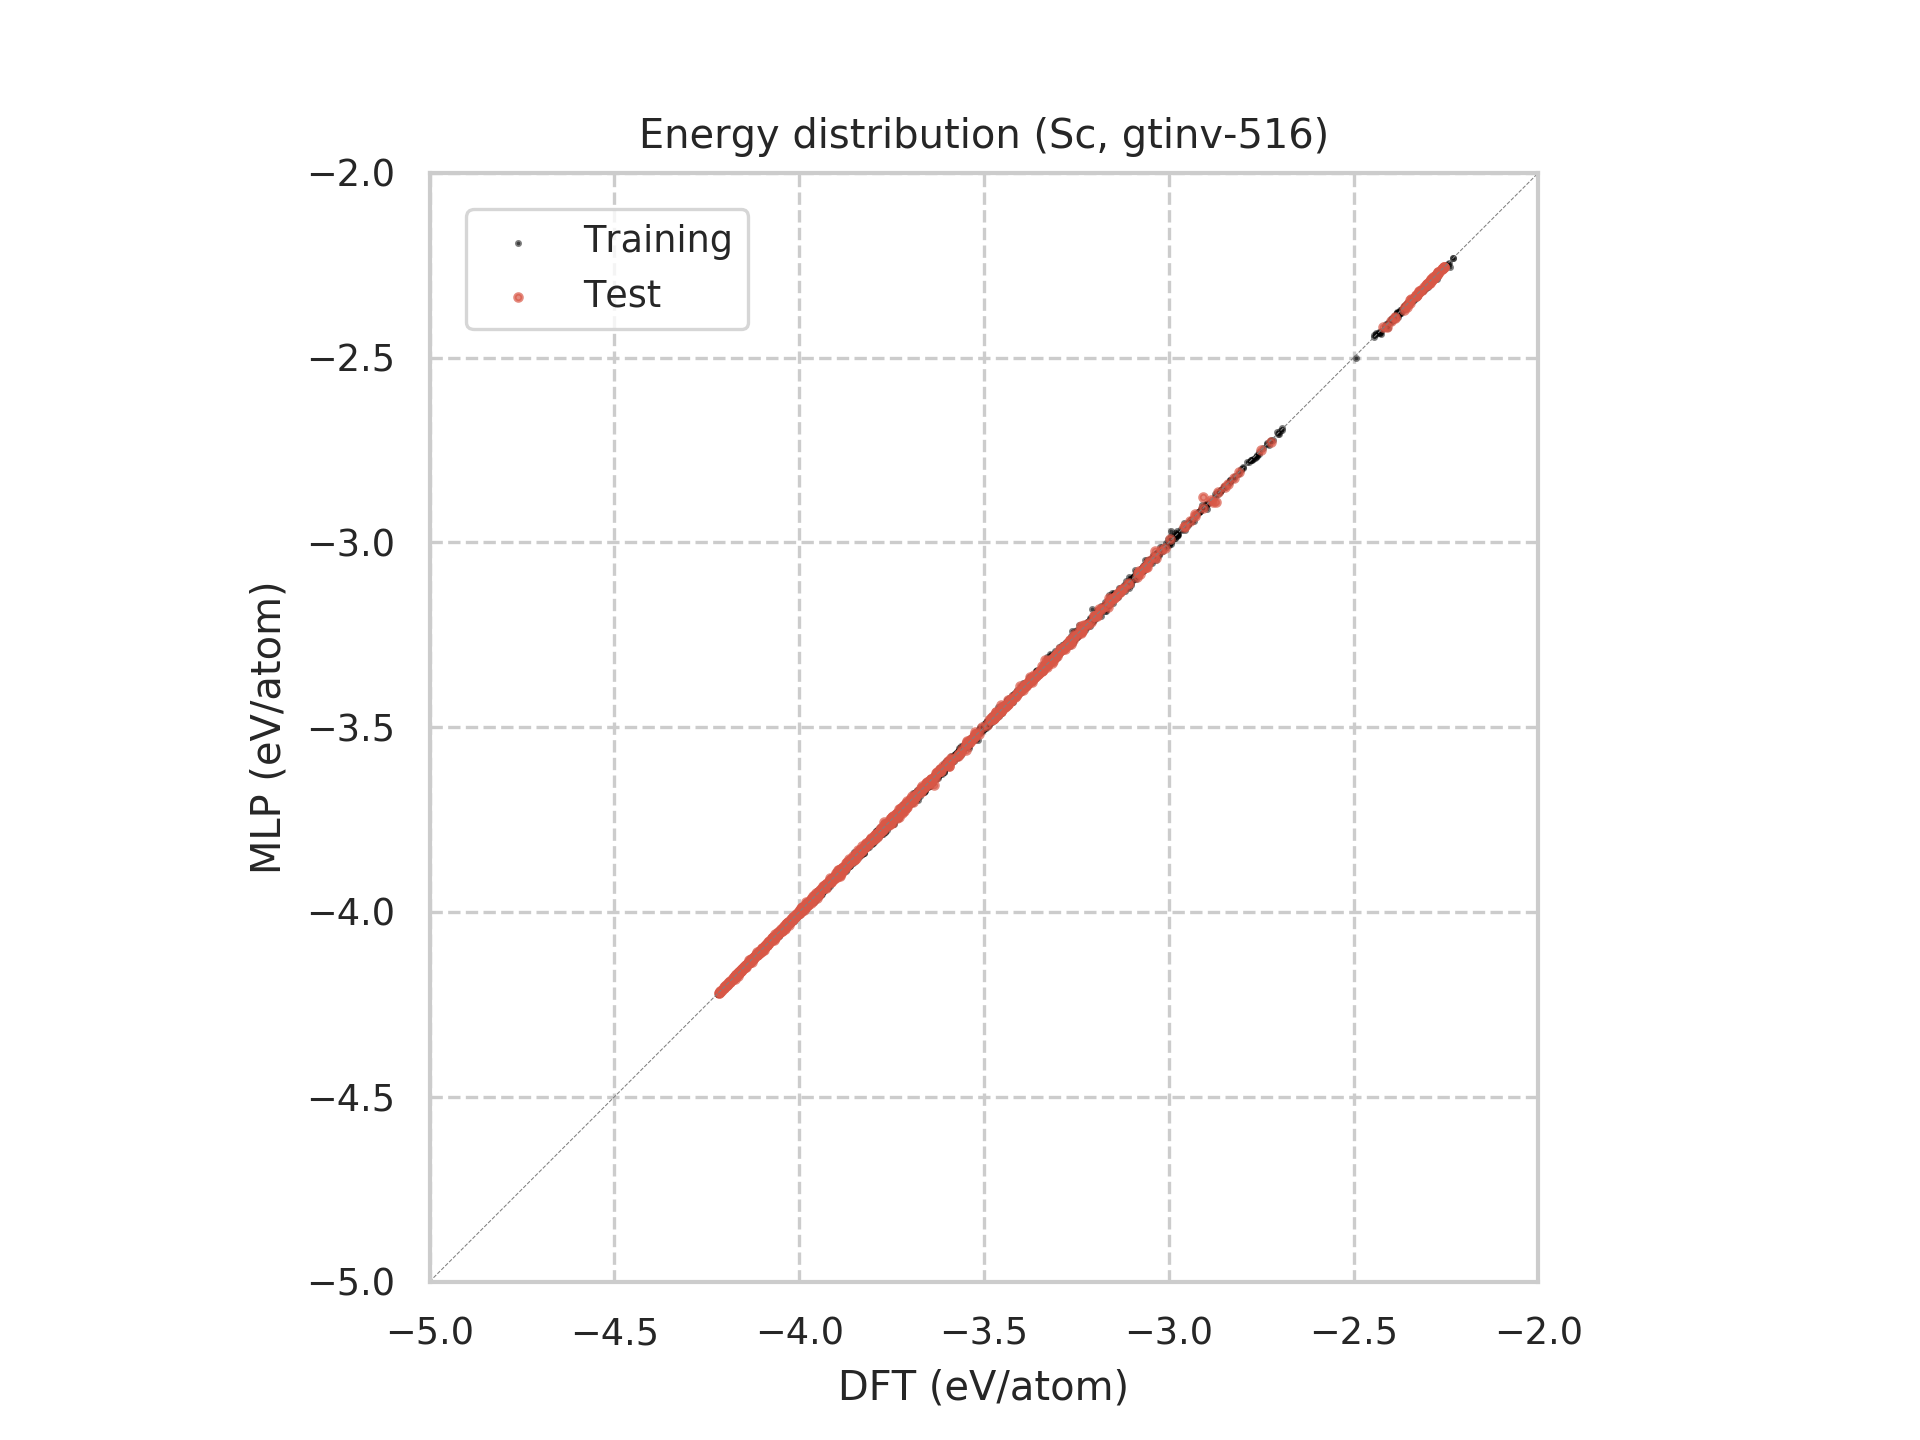 Energy distribution (Sc, gtinv-516)
−2.0
Training
Test
−2.5
−3.0
−3.5
−4.0
−4.5
−5.0
MLP (eV/atom)
−5.0 −4.5 −4.0 −3.5 −3.0 −2.5 −2.0
DFT (eV/atom)